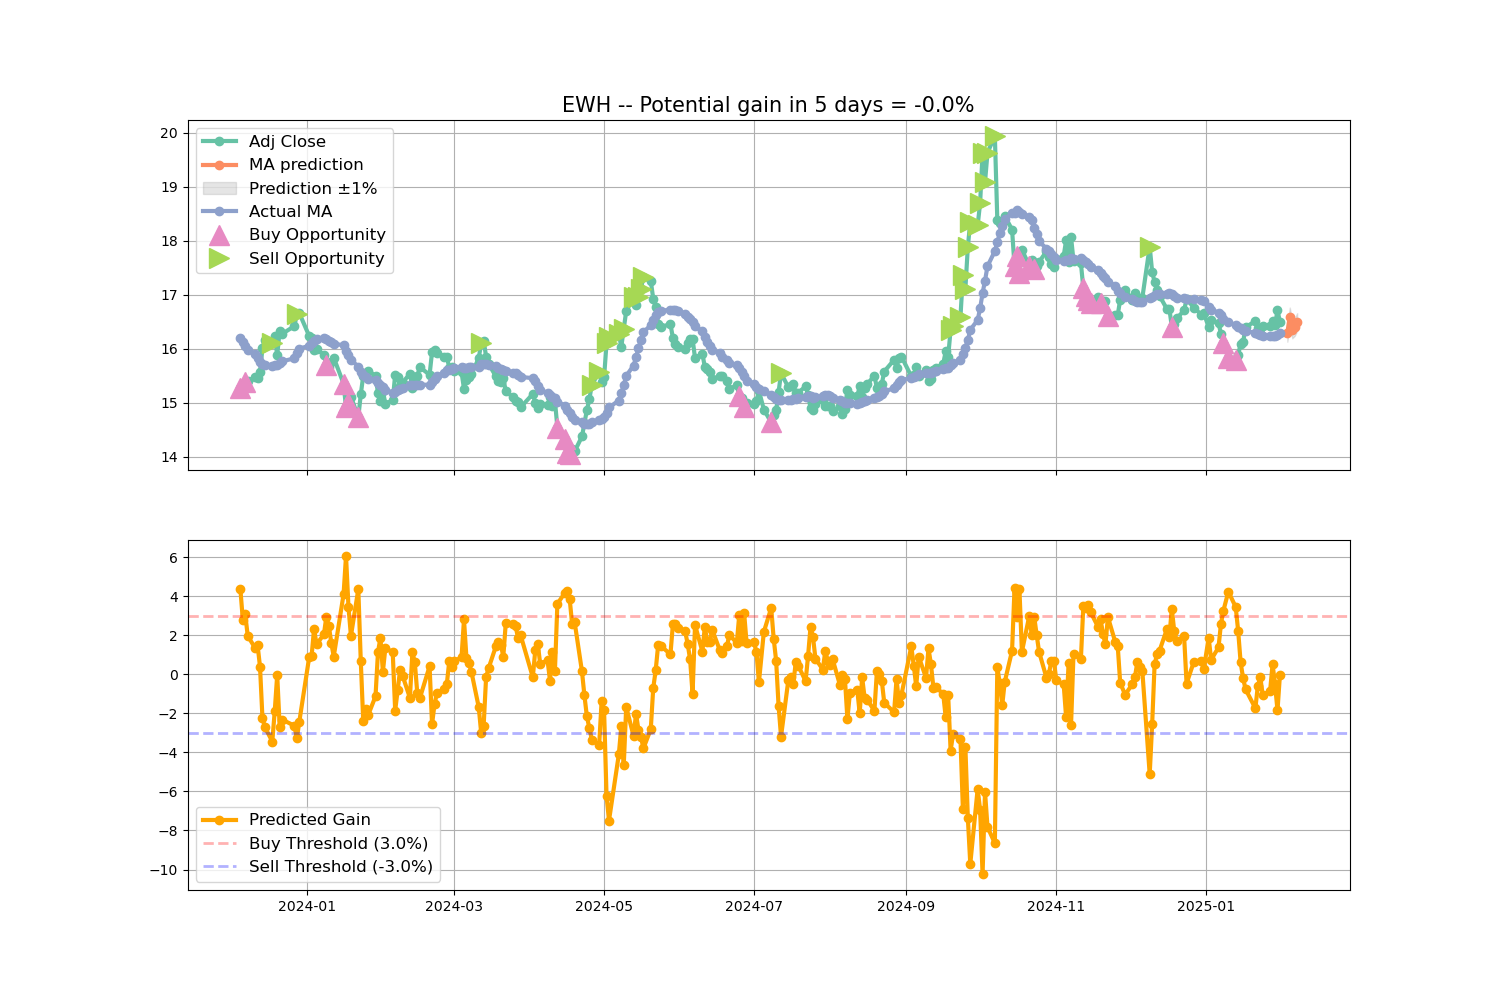 EWH -- Potential gain in 5 days = -0.0%
20
19
18
17
16
15
14
Adj Close
MA prediction
Prediction ±1%
Actual MA
Buy Opportunity
Sell Opportunity
6
4
2
0
−2
−4
−6
−8
−10
Predicted Gain
Buy Threshold (3.0%)
Sell Threshold (-3.0%)
2024-01 2024-03 2024-05 2024-07 2024-09 2024-11 2025-01